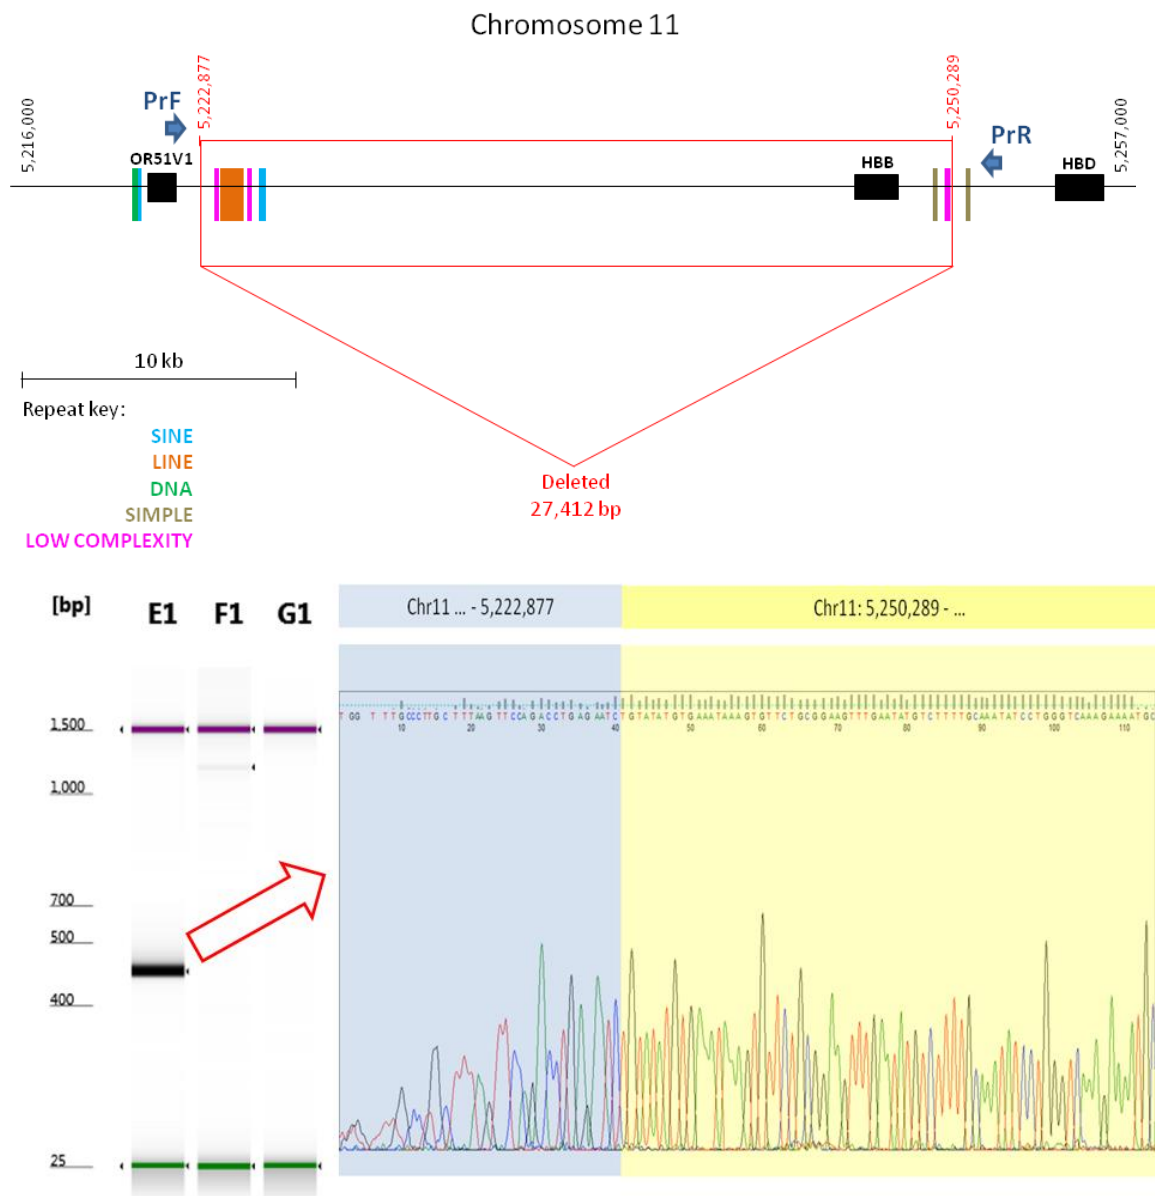 Chromosome 11
5,216,000
PrF
5,222,877
5,250,289
PrR
5,257,000
OR51V1
HBB
HBD
10 kb
Repeat key:
SINE
LINE
DNA
SIMPLE
LOW COMPLEXITY
Deleted
27,412 bp
[bp]
E1 F1 G1
Chr11 ... - 5,222,877
Chr11: 5,250,289 - ...
T GG T T TGCCCTTGC T TTAAGTTCCAGACCTGAGAATCTGTATATGTGAAATAAAGTGTTCTGCGGAAGTTTGAATATGTCTTTTGCAAATATCCTGGGTCAAAGAAAATGC
10 20 30 40 50 60 70 80 90 100 110
1,500
1,000
700
500
400
25